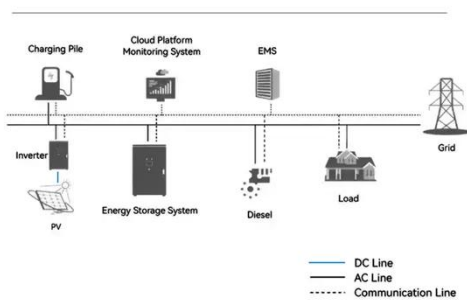 Charging Pile
Cloud Platform
Monitoring System
EMS
Grid
Inverter
PV
Energy Storage System
Diesel
Load
DC Line
AC Line
Communication Line